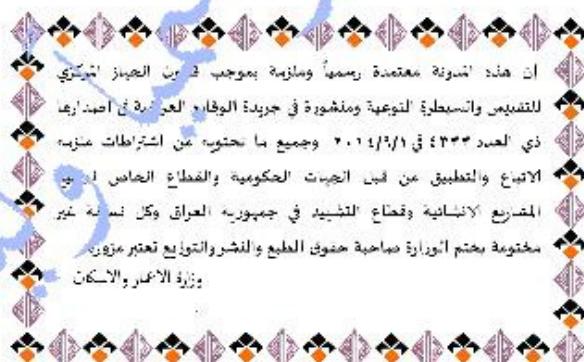 إن هذه المدونة معتمدة رسمياً وملزمة بموجب قانون الجهاز المركزي
للتقييس والسيطرة النوعية ومنشورة في جريدة الوقائع العراقية في اصدارها
ذي العدد ٤٣٣٣ في ٢٠١٤/٩/١ وجميع ما تحتويه من اشتراطات ملزمة
الاتباع والتطبيق من قبل الجهات الحكومية والقطاع الخاص
المشاريع الانشائية وقطاع التشييد في جمهورية العراق وكل نسخة غير
مختومة بختم الوزارة صاحبة حقوق الطبع والنشر والتوزيع تعتبر مزورة
وزارة الاعمار والاسكان